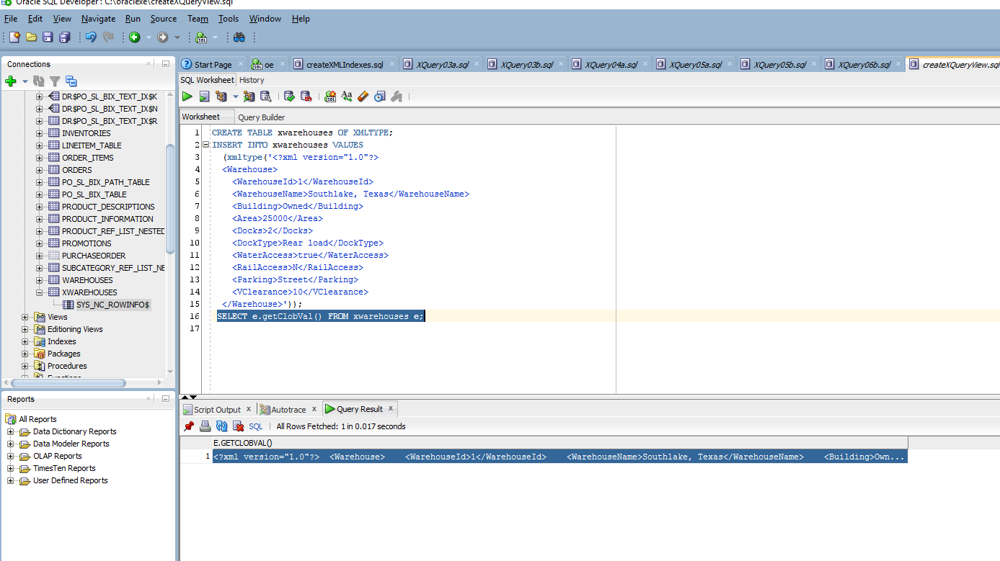 Oracle SQL Developer : C:\oraclexe\createXQueryView.sql
File Edit View Navigate Run Source Team Tools Window Help
Connections
DR$PO_SL_BIX_TEXT_IX$K
DR$PO_SL_BIX_TEXT_IX$N
DR$PO_SL_BIX_TEXT_IX$R
INVENTORIES
LINEITEM_TABLE
ORDER_ITEMS
ORDERS
PO_SL_BIX_PATH_TABLE
PO_SL_BIX_TABLE
PRODUCT_DESCRIPTIONS
PRODUCT_INFORMATION
PRODUCT_REF_LIST_NESTED
PROMOTIONS
PURCHASEORDER
SUBCATEGORY_REF_LIST_NE
WAREHOUSES
XWAREHOUSES
SYS_NC_ROWINFO$
Views
Editioning Views
Indexes
Packages
Procedures
Functions
Reports
All Reports
Data Dictionary Reports
Data Modeler Reports
OLAP Reports
TimesTen Reports
User Defined Reports
Start Page oe createXMLIndexes.sql XQuery03a.sql XQuery03b.sql XQuery04a.sql XQuery05a.sql XQuery05b.sql XQuery06b.sql createXQueryView.sql
SQL Worksheet History
Worksheet Query Builder
1 CREATE TABLE xwarehouses OF XMLTYPE;
2 INSERT INTO xwarehouses VALUES
3 (xmltype('<?xml version="1.0"?>
4 <Warehouse>
5 <WarehouseId>1</WarehouseId>
6 <WarehouseName>Southlake, Texas</WarehouseName>
7 <Building>Owned</Building>
8 <Area>25000</Area>
9 <Docks>2</Docks>
10 <DockType>Rear load</DockType>
11 <WaterAccess>true</WaterAccess>
12 <RailAccess>N</RailAccess>
13 <Parking>Street</Parking>
14 <VClearance>10</VClearance>
15 </Warehouse>'));
16 SELECT e.getClobVal() FROM xwarehouses e;
17
Script Output Autotrace Query Result
SQL All Rows Fetched: 1 in 0.017 seconds
E.GETCLOBVAL()
1 <?xml version="1.0"?> <Warehouse> <WarehouseId>1</WarehouseId> <WarehouseName>Southlake, Texas</WarehouseName> <Building>Own...